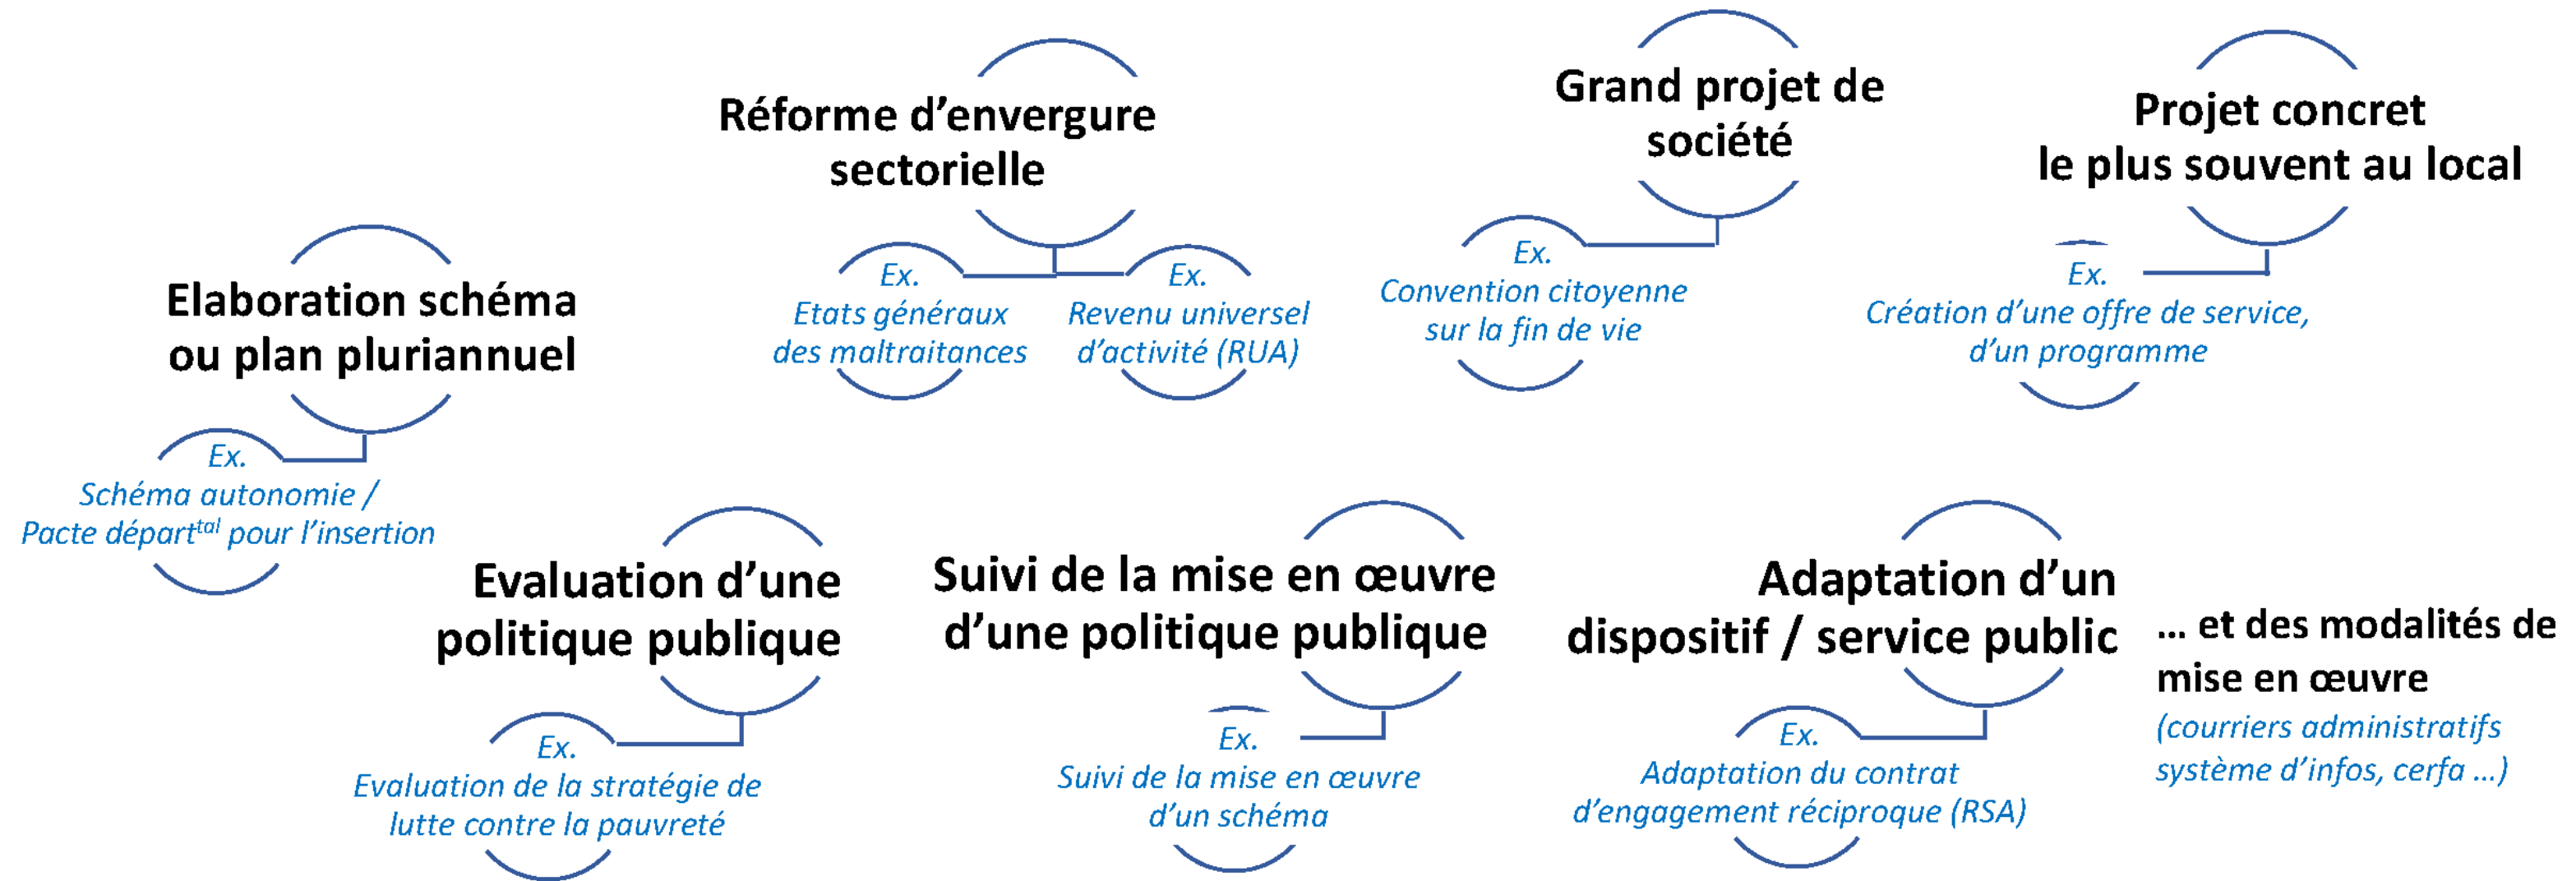 Elaboration schéma
ou plan pluriannuel
Ex.
Schéma autonomie /
Pacte départtal pour l'insertion
Réforme d'envergure
sectorielle
Ex.
Etats généraux
des maltraitances
Ex.
Revenu universel
d'activité (RUA)
Grand projet de
société
Ex.
Convention citoyenne
sur la fin de vie
Projet concret
le plus souvent au local
Ex.
Création d'une offre de service,
d'un programme
Evaluation d'une
politique publique
Ex.
Evaluation de la stratégie de
lutte contre la pauvreté
Suivi de la mise en œuvre
d'une politique publique
Ex.
Suivi de la mise en œuvre
d'un schéma
Adaptation d'un
dispositif / service public
Ex.
Adaptation du contrat
d'engagement réciproque (RSA)
… et des modalités de
mise en œuvre
(courriers administratifs
système d'infos, cerfa …)